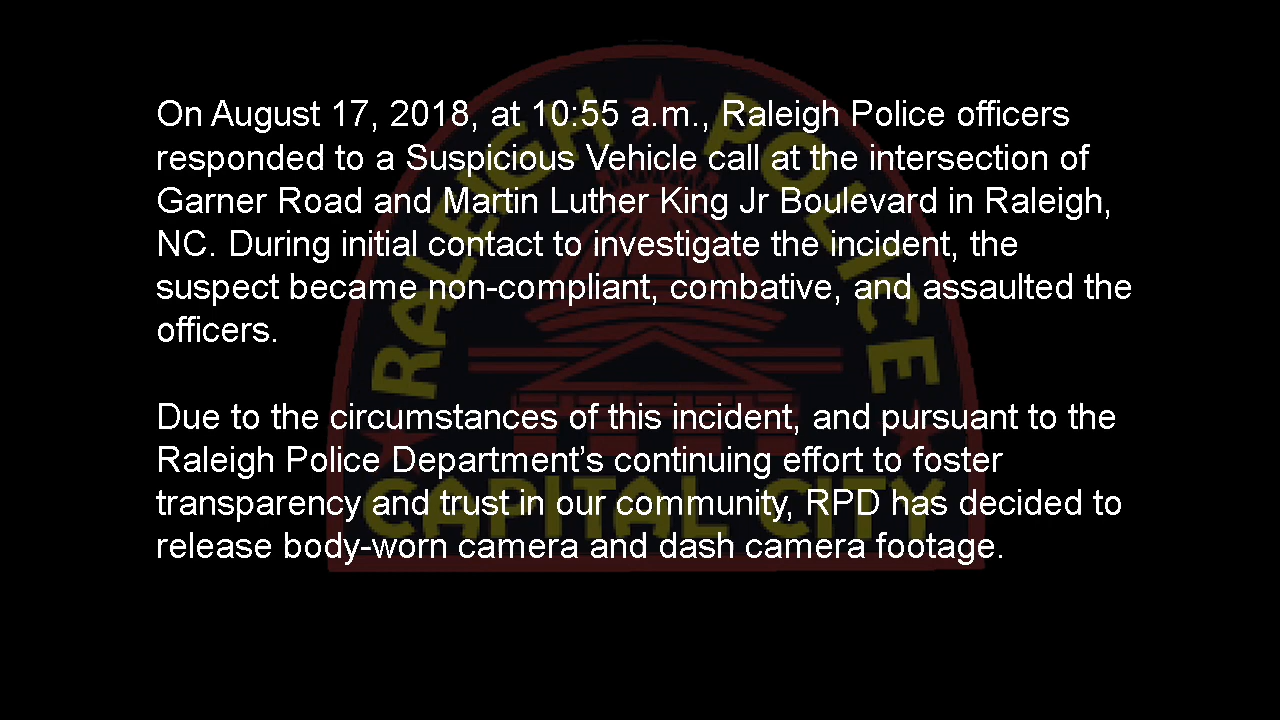 On August 17, 2018, at 10:55 a.m., Raleigh Police officers
responded to a Suspicious Vehicle call at the intersection of
Garner Road and Martin Luther King Jr Boulevard in Raleigh,
NC. During initial contact to investigate the incident, the
suspect became non-compliant, combative, and assaulted the
officers.
Due to the circumstances of this incident, and pursuant to the
Raleigh Police Department’s continuing effort to foster
transparency and trust in our community, RPD has decided to
release body-worn camera and dash camera footage.
RALEIGH POLICE
CAPITAL CITY